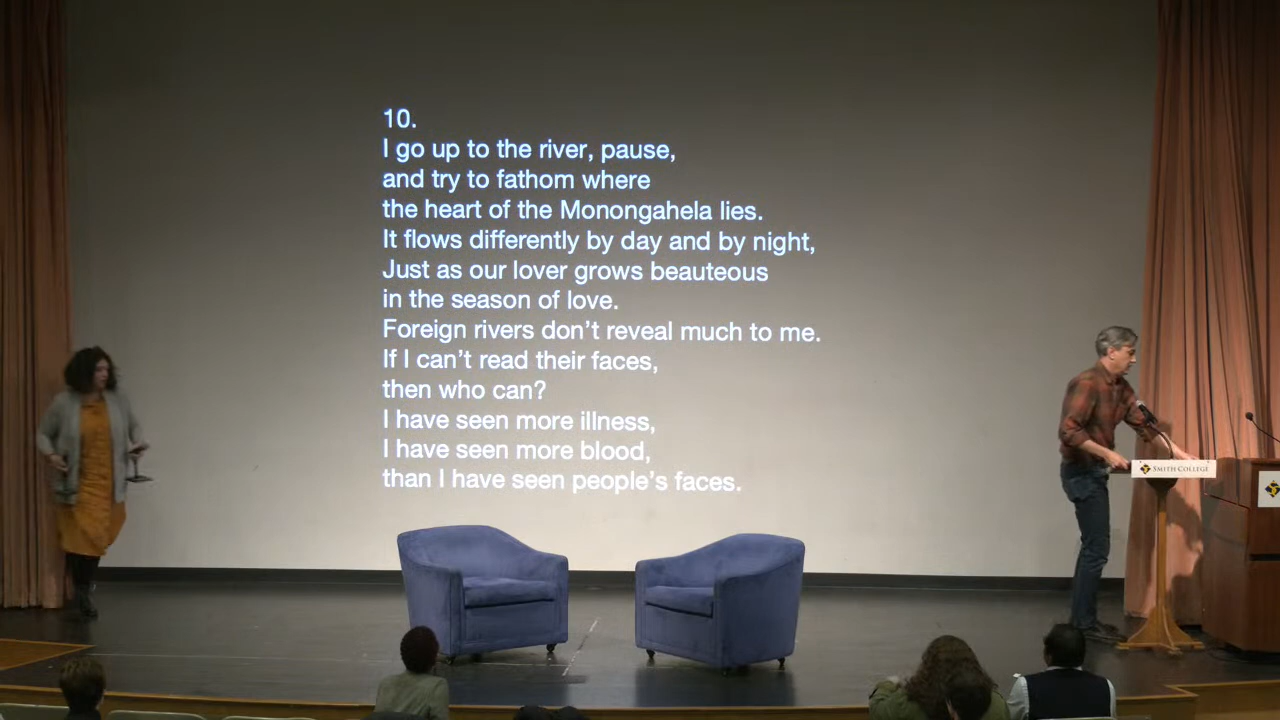 10.
I go up to the river, pause,
and try to fathom where
the heart of the Monongahela lies.
It flows differently by day and by night,
Just as our lover grows beauteous
in the season of love.
Foreign rivers don’t reveal much to me.
If I can’t read their faces,
then who can?
I have seen more illness,
I have seen more blood,
than I have seen people’s faces.
SMITH COLLEGE